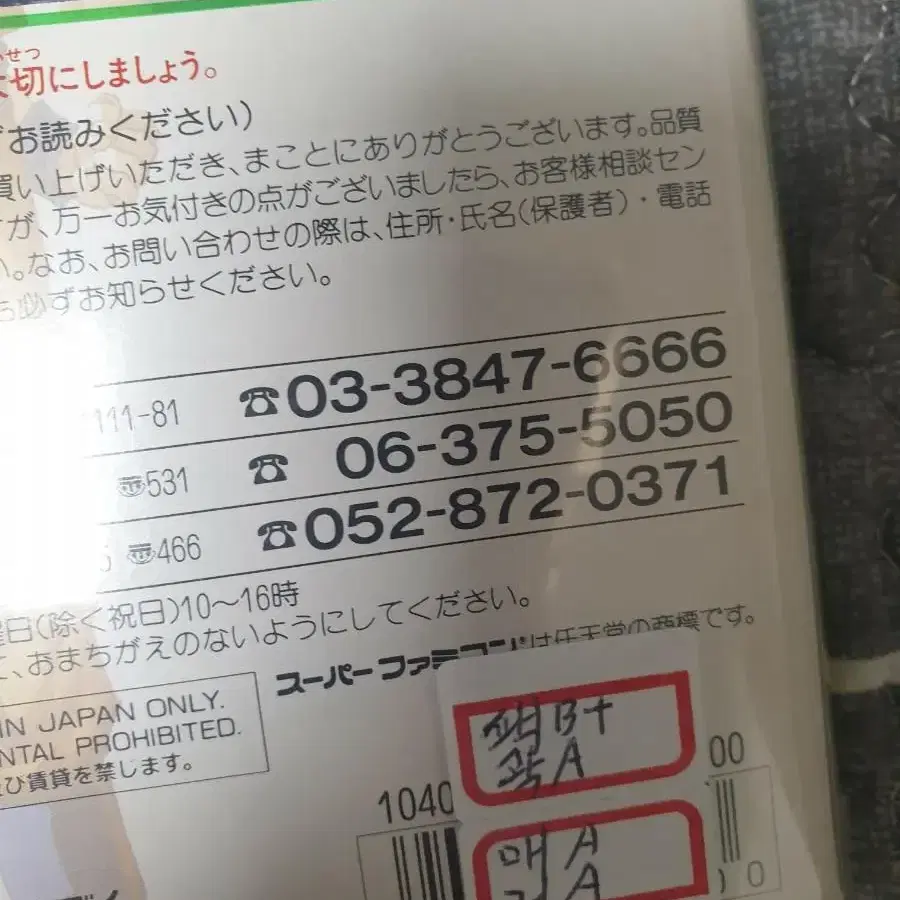 せつ
切にしましょう。
お読みください)
買い上げいただき、まことにありがとうございます。品質
が、万一お気付きの点がございましたら、お客様相談セン
い。なお、お問い合わせの際は、住所・氏名(保護者)・電話
必ずお知らせください。
111-81 ☎03-3847-6666
531 ☎ 06-375-5050
466 ☎052-872-0371
曜日(除く祝日)10〜16時
、おまちがえのないようにしてください。
スーパーファミコンは任天堂の商標です。
IN JAPAN ONLY.
NTAL PROHIBITED.
び賃貸を禁じます。
B+
곽 A
1040
00
매 A
A
0